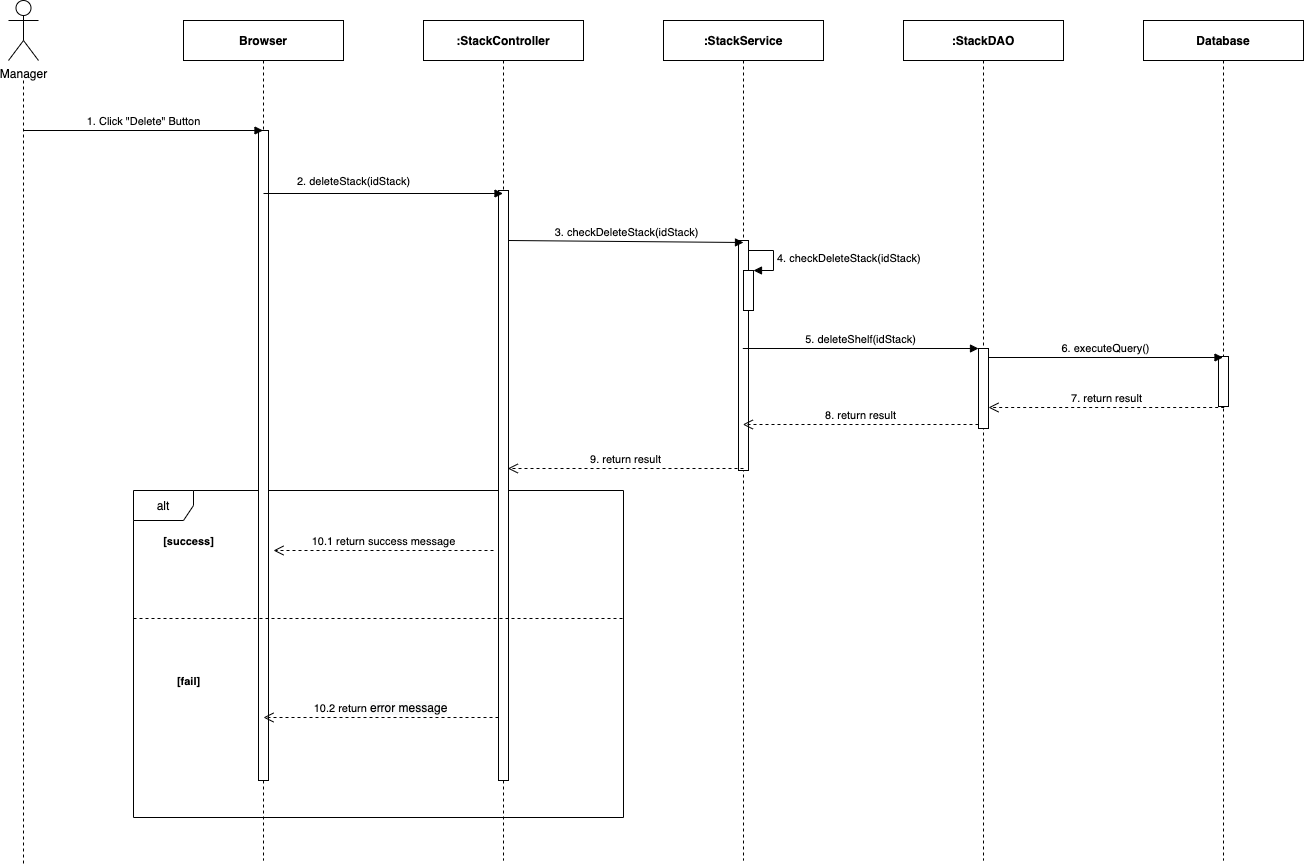 Manager
Browser
:StackController
:StackService
:StackDAO
Database
1. Click "Delete" Button
2. deleteStack(idStack)
3. checkDeleteStack(idStack)
4. checkDeleteStack(idStack)
5. deleteShelf(idStack)
6. executeQuery()
7. return result
8. return result
9. return result
alt
[success]
10.1 return success message
[fail]
10.2 return error message